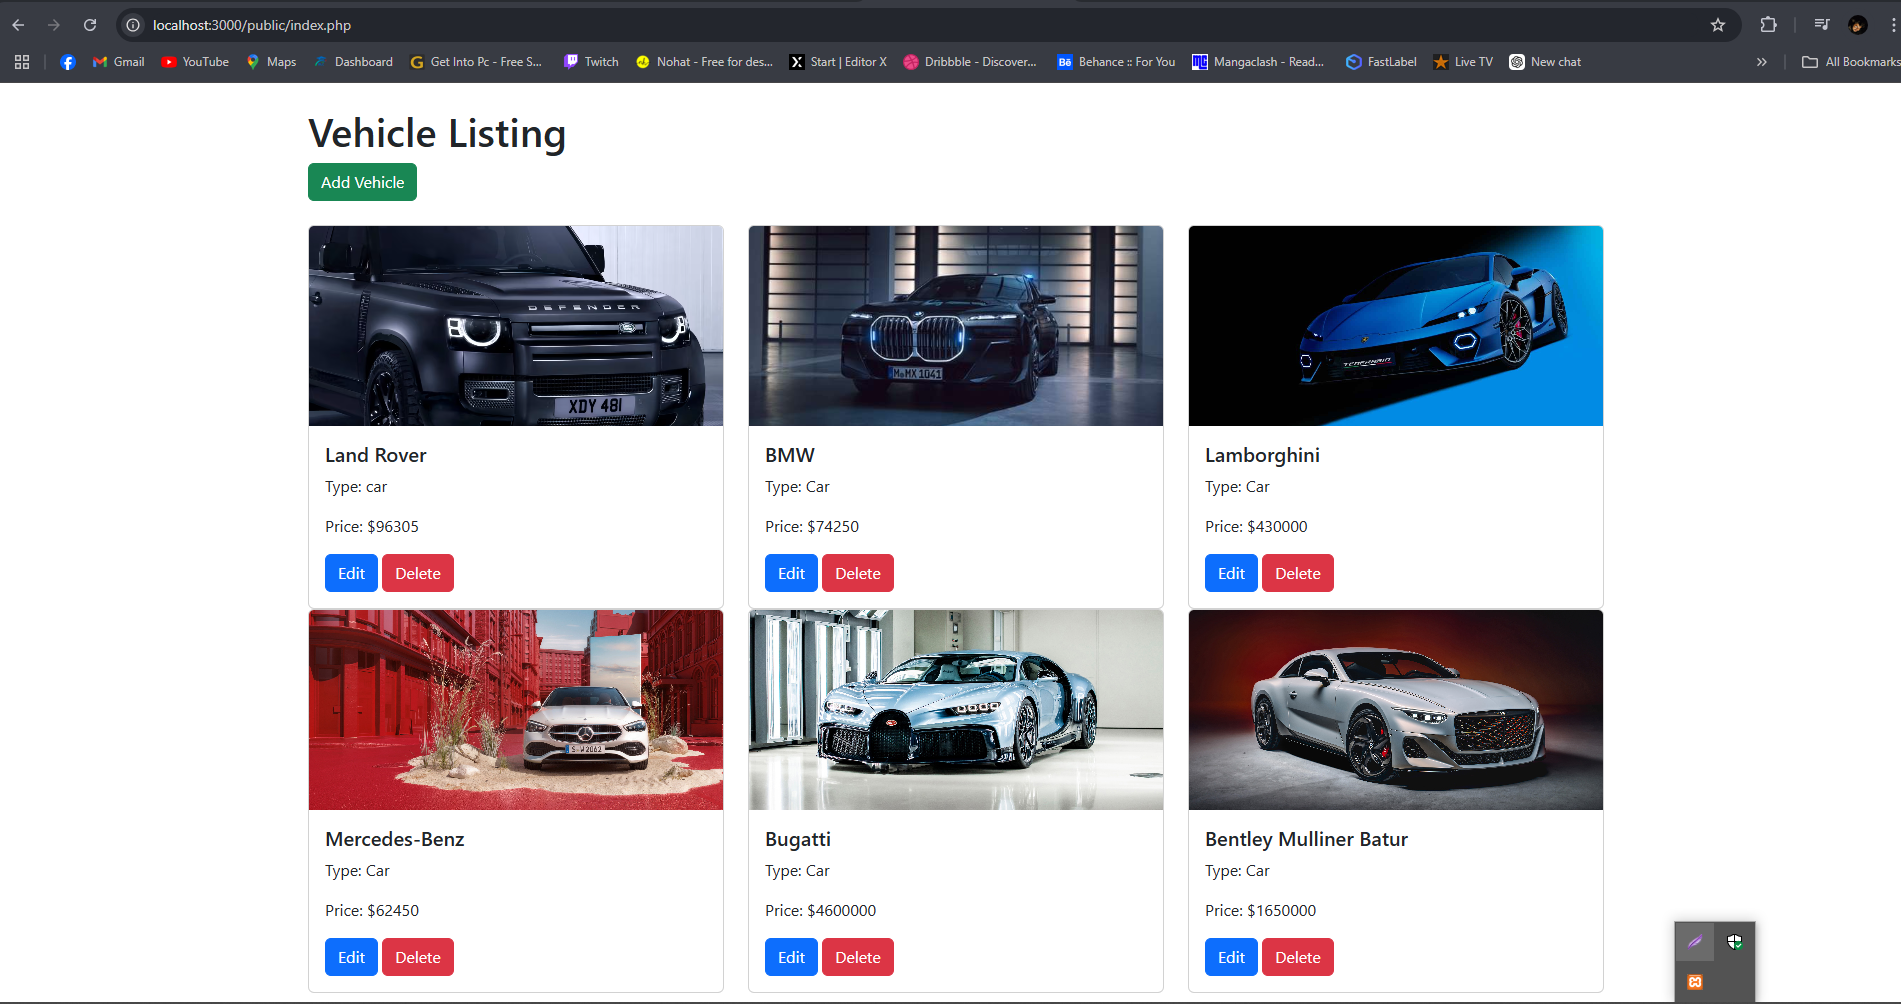 localhost:3000/public/index.php
Gmail YouTube Maps Dashboard Get Into Pc - Free S... Twitch Nohat - Free for des... Start | Editor X Dribbble - Discover... Behance :: For You Mangaclash - Read... FastLabel Live TV New chat » All Bookmarks
Vehicle Listing
Add Vehicle
DEFENDER
XDY 481
Land Rover
Type: car
Price: $96305
Edit Delete
M MX 1041
BMW
Type: Car
Price: $74250
Edit Delete
TEMERARIO
Lamborghini
Type: Car
Price: $430000
Edit Delete
Mercedes-Benz
Type: Car
Price: $62450
Edit Delete
Bugatti
Type: Car
Price: $4600000
Edit Delete
Bentley Mulliner Batur
Type: Car
Price: $1650000
Edit Delete